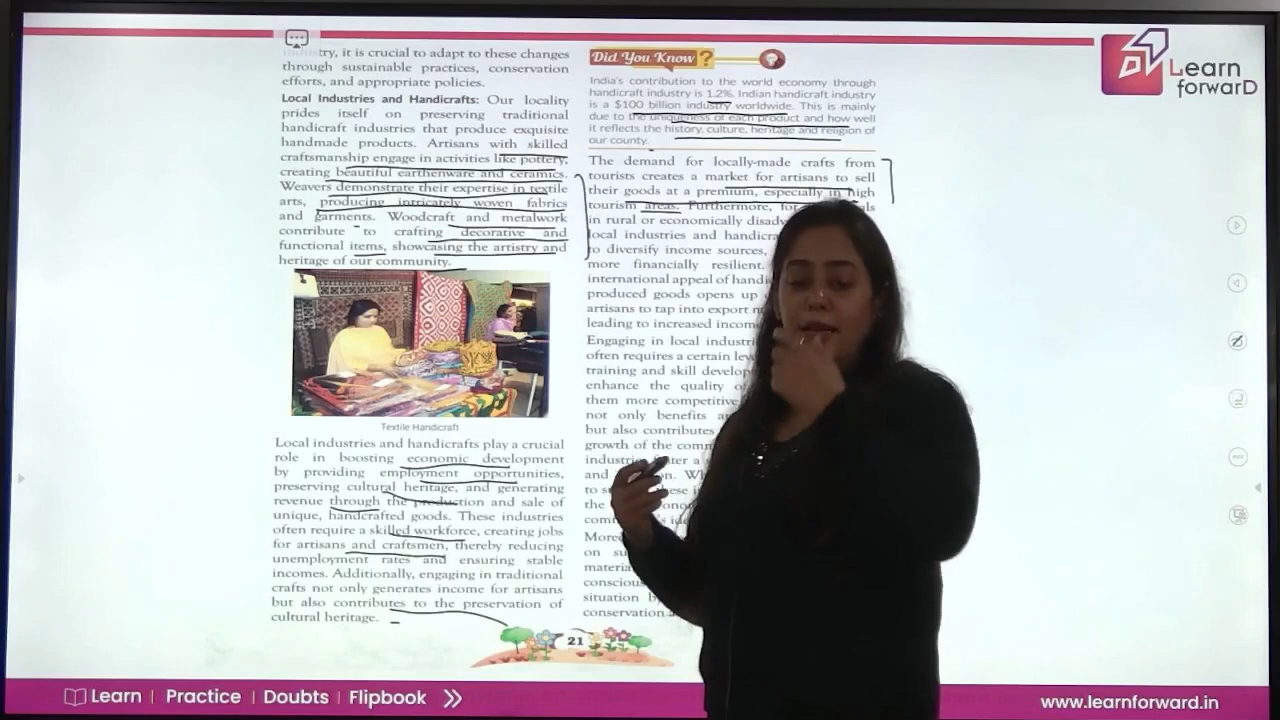 industry, it is crucial to adapt to these changes
through sustainable practices, conservation
efforts, and appropriate policies.
Local Industries and Handicrafts: Our locality
prides itself on preserving traditional
handicraft industries that produce exquisite
handmade products. Artisans with skilled
craftsmanship engage in activities like pottery,
creating beautiful earthenware and ceramics.
Weavers demonstrate their expertise in textile
arts, producing intricately woven fabrics
and garments. Woodcraft and metalwork
contribute to crafting decorative and
functional items, showcasing the artistry and
heritage of our community.
Textile Handicraft
Local industries and handicrafts play a crucial
role in boosting economic development
by providing employment opportunities,
preserving cultural heritage, and generating
revenue through the production and sale of
unique, handcrafted goods. These industries
often require a skilled workforce, creating jobs
for artisans and craftsmen, thereby reducing
unemployment rates and ensuring stable
incomes. Additionally, engaging in traditional
crafts not only generates income for artisans
but also contributes to the preservation of
cultural heritage.
Did You Know ?
India's contribution to the world economy through
handicraft industry is 1.2%. Indian handicraft industry
is a $100 billion industry worldwide. This is mainly
due to the uniqueness of each product and how well
it reflects the history, culture, heritage and religion of
our county.
The demand for locally-made crafts from
tourists creates a market for artisans to sell
their goods at a premium, especially in high
tourism areas. Furthermore, for
in rural or economically
local industries and
to diversify income sources,
more financially resilient.
international appeal of
produced goods opens up
artisans to tap into export
leading to increased
Engaging in local
often requires a certain
training and skill
enhance the quality of
them more competitive
not only benefits
but also contributes
growth of the
and
to
the
on
situation
conservation
21
Learn forwarD
Learn | Practice | Doubts | Flipbook
www.learnforward.in